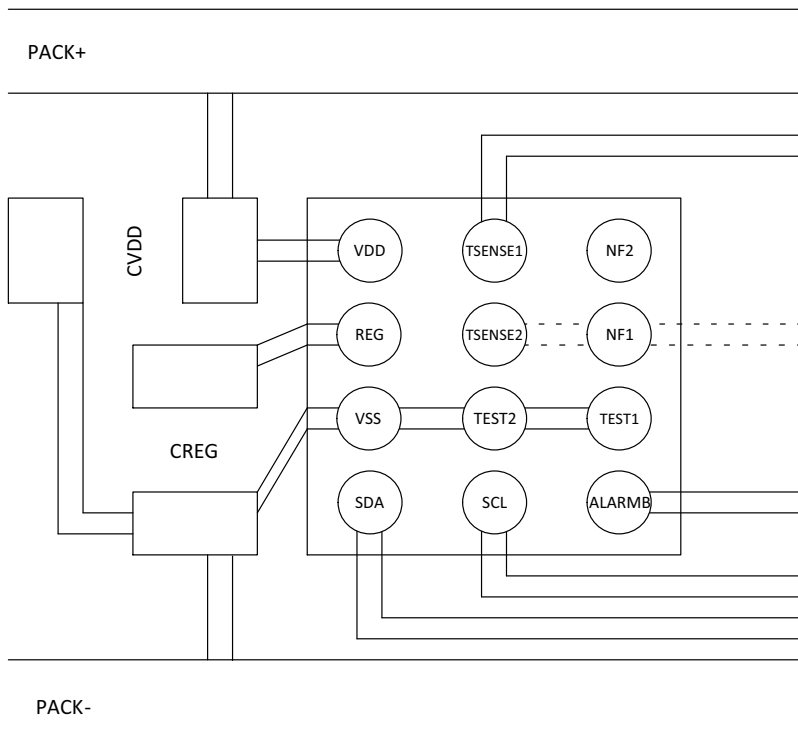 PACK+
CVDD
VDD
TSENSE1
NF2
REG
TSENSE2
NF1
VSS
TEST2
TEST1
CREG
SDA
SCL
ALARMB
PACK-